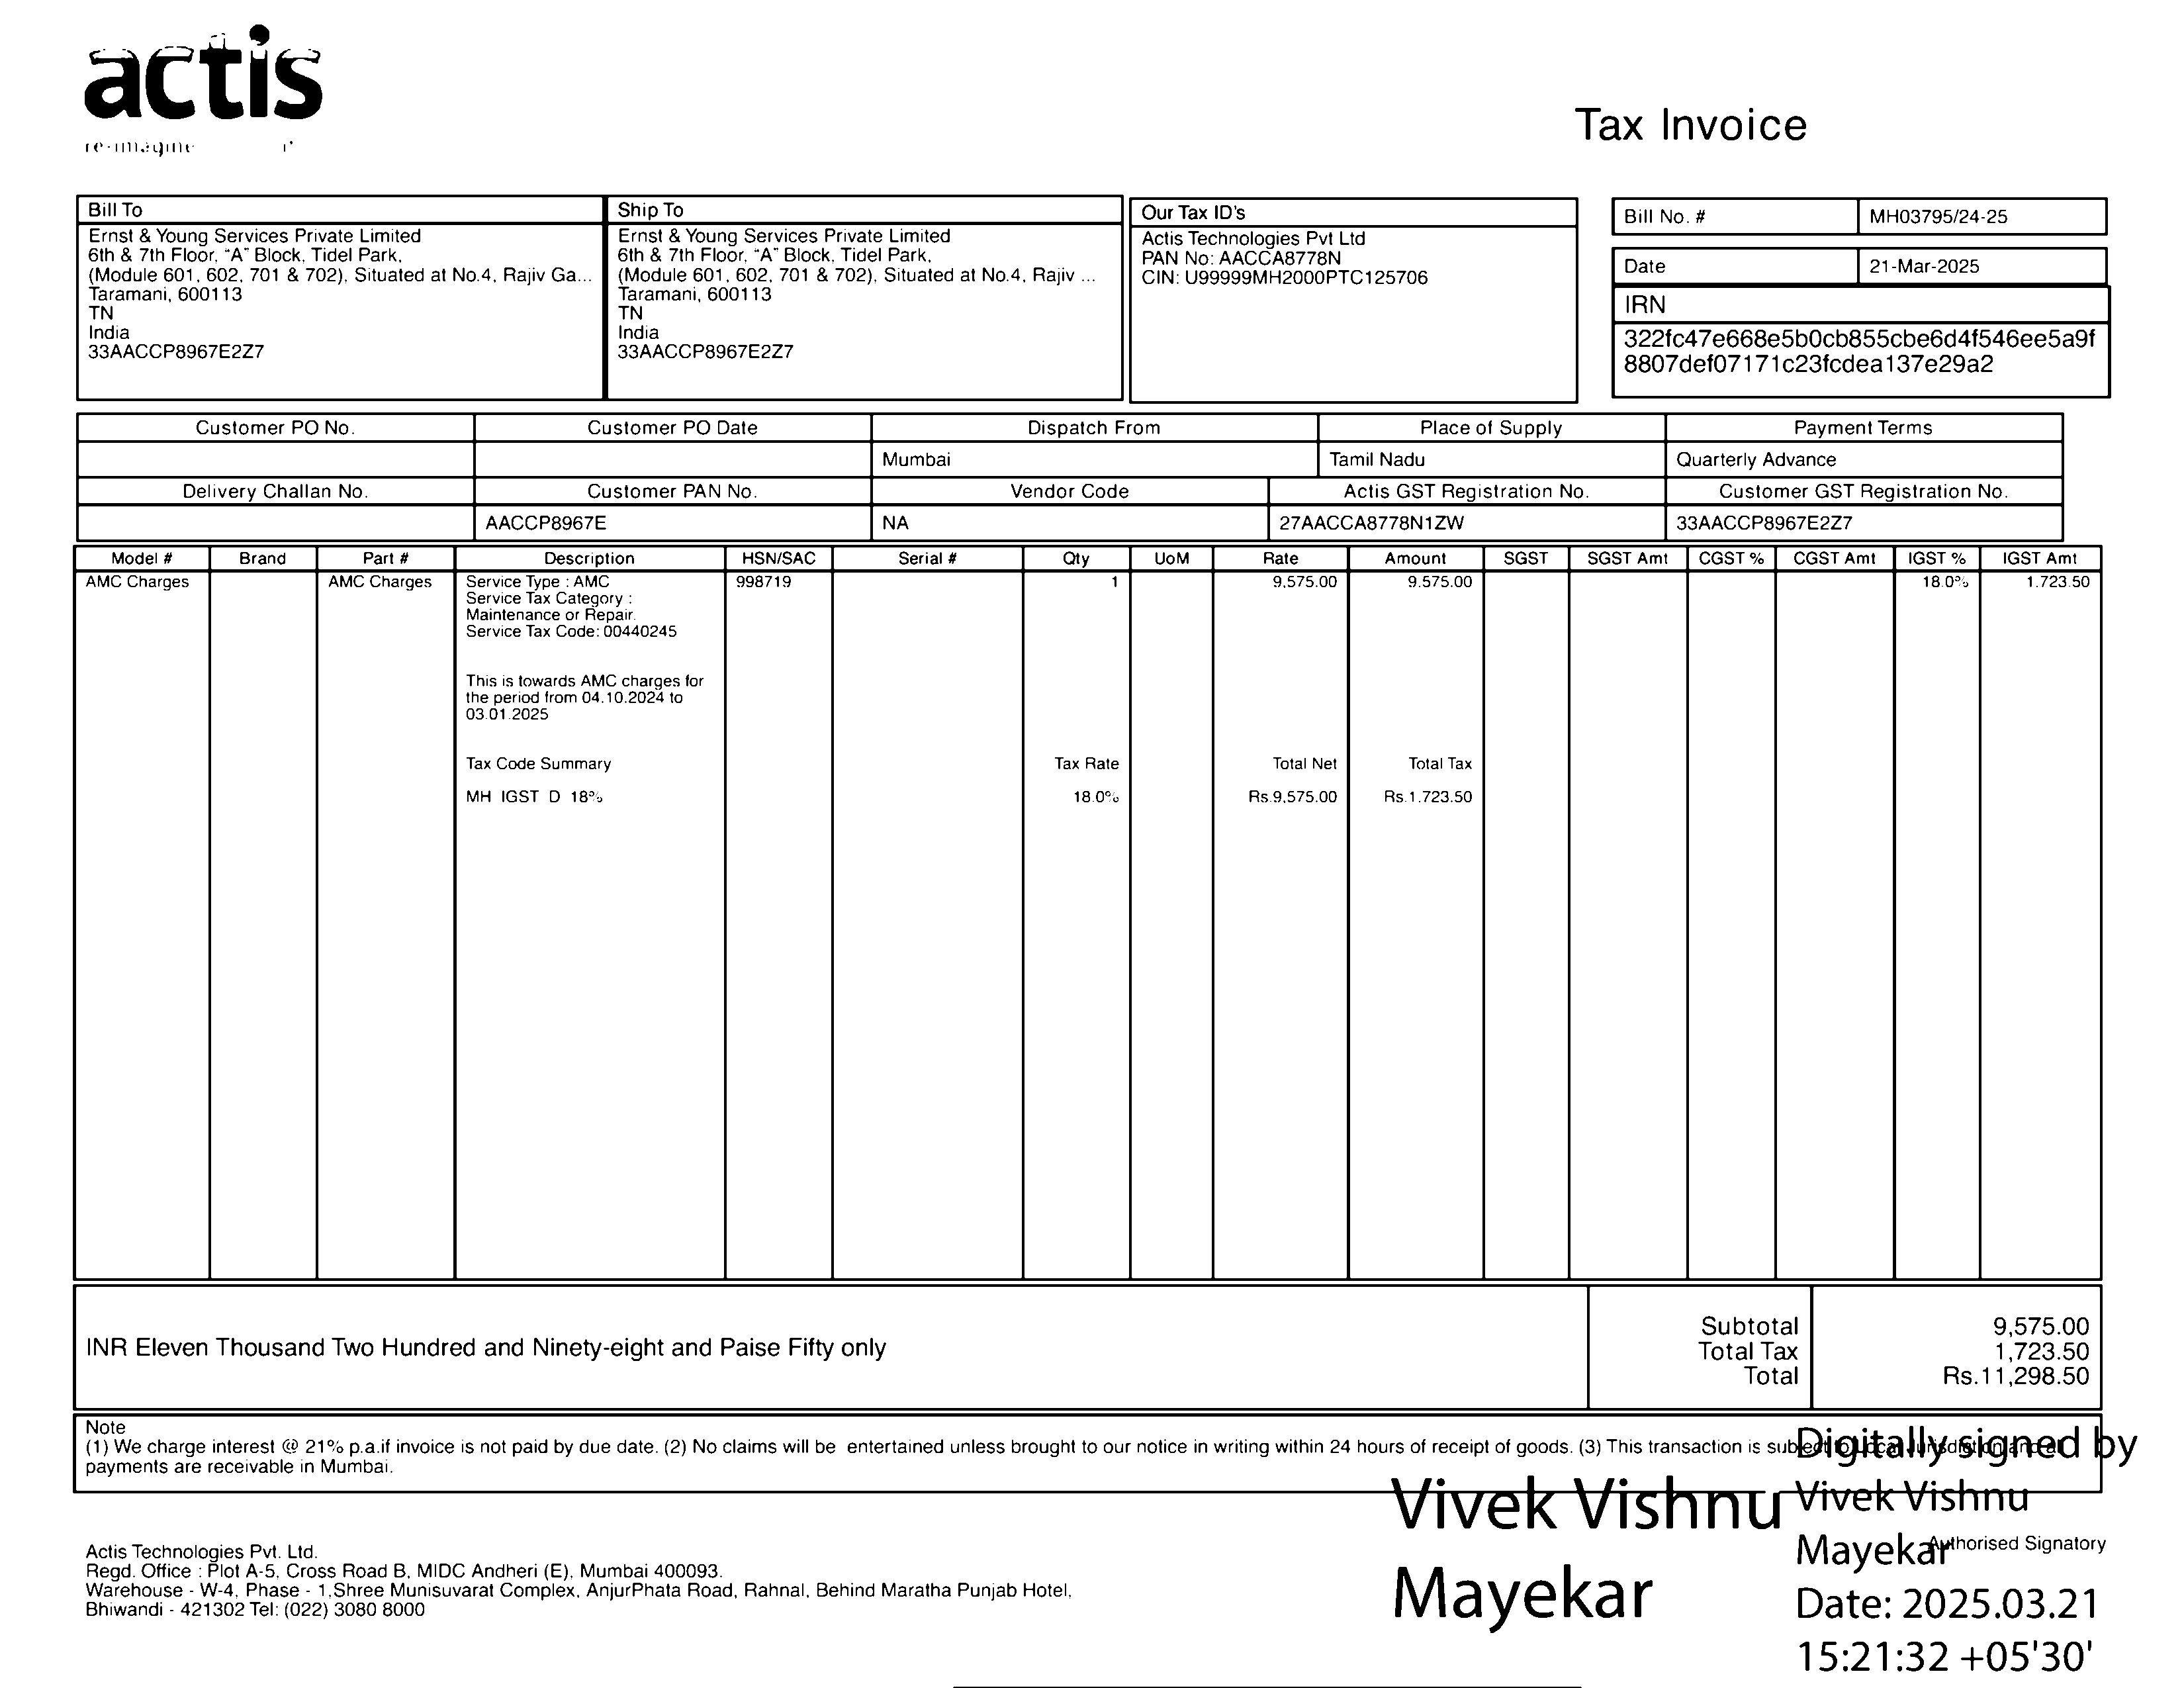 actis
Tax Invoice
Bill To
Ernst & Young Services Private Limited
6th & 7th Floor, "A" Block, Tidel Park,
(Module 601, 602, 701 & 702), Situated at No.4, Rajiv Ga...
Taramani, 600113
TN
India
33AACCP8967E2Z7
Ship To
Ernst & Young Services Private Limited
6th & 7th Floor, "A" Block, Tidel Park,
(Module 601, 602, 701 & 702), Situated at No.4, Rajiv ...
Taramani, 600113
TN
India
33AACCP8967E2Z7
Our Tax ID's
Actis Technologies Pvt Ltd
PAN No: AACCA8778N
CIN: U99999MH2000PTC125706
Bill No. # MH03795/24-25
Date 21-Mar-2025
IRN
322fc47e668e5b0cb855cbe6d4f546ee5a9f
8807def07171c23fcdea137e29a2
Customer PO No. Customer PO Date Dispatch From Place of Supply Payment Terms
Mumbai Tamil Nadu Quarterly Advance
Delivery Challan No. Customer PAN No. Vendor Code Actis GST Registration No. Customer GST Registration No.
AACCP8967E NA 27AACCA8778N1ZW 33AACCP8967E2Z7
Model # Brand Part # Description HSN/SAC Serial # Qty UoM Rate Amount SGST SGST Amt CGST % CGST Amt IGST % IGST Amt
AMC Charges AMC Charges Service Type : AMC 998719 1 9,575.00 9,575.00 18.0% 1,723.50
Service Tax Category :
Maintenance or Repair.
Service Tax Code: 00440245
This is towards AMC charges for
the period from 04.10.2024 to
03.01.2025
Tax Code Summary Tax Rate Total Net Total Tax
MH IGST D 18% 18.0% Rs.9,575.00 Rs.1,723.50
INR Eleven Thousand Two Hundred and Ninety-eight and Paise Fifty only
Subtotal 9,575.00
Total Tax 1,723.50
Total Rs.11,298.50
Note
(1) We charge interest @ 21% p.a.if invoice is not paid by due date. (2) No claims will be entertained unless brought to our notice in writing within 24 hours of receipt of goods. (3) This transaction is subject to Local Jurisdiction and all
payments are receivable in Mumbai.
Vivek Vishnu
Mayekar
Digitally signed by
Vivek Vishnu
Mayekar
Date: 2025.03.21
15:21:32 +05'30'
Authorised Signatory
Actis Technologies Pvt. Ltd.
Regd. Office : Plot A-5, Cross Road B, MIDC Andheri (E), Mumbai 400093.
Warehouse - W-4, Phase - 1,Shree Munisuvarat Complex, AnjurPhata Road, Rahnal, Behind Maratha Punjab Hotel,
Bhiwandi - 421302 Tel: (022) 3080 8000